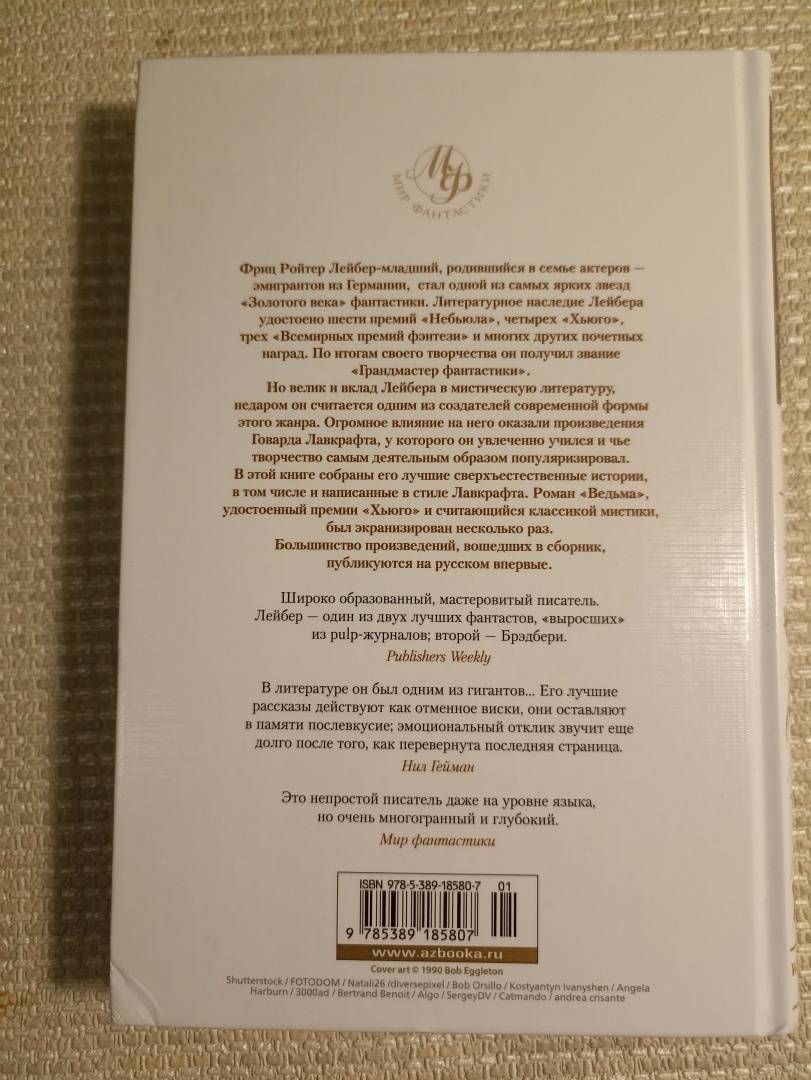 МФ
МИР ФАНТАСТИКИ
Фриц Ройтер Лейбер-младший, родившийся в семье актеров —
эмигрантов из Германии, стал одной из самых ярких звезд
«Золотого века» фантастики. Литературное наследие Лейбера
удостоено шести премий «Небьюла», четырех «Хьюго»,
трех «Всемирных премий фэнтези» и многих других почетных
наград. По итогам своего творчества он получил звание
«Грандмастер фантастики».
Но велик и вклад Лейбера в мистическую литературу,
недаром он считается одним из создателей современной формы
этого жанра. Огромное влияние на него оказали произведения
Говарда Лавкрафта, у которого он увлеченно учился и чье
творчество самым деятельным образом популяризировал.
В этой книге собраны его лучшие сверхъестественные истории,
в том числе и написанные в стиле Лавкрафта. Роман «Ведьма»,
удостоенный премии «Хьюго» и считающийся классикой мистики,
был экранизирован несколько раз.
Большинство произведений, вошедших в сборник,
публикуются на русском впервые.
Широко образованный, мастеровитый писатель.
Лейбер — один из двух лучших фантастов, «выросших»
из pulp-журналов; второй — Брэдбери.
Publishers Weekly
В литературе он был одним из гигантов... Его лучшие
рассказы действуют как отменное виски, они оставляют
в памяти послевкусие; эмоциональный отклик звучит еще
долго после того, как перевернута последняя страница.
Нил Гейман
Это непростой писатель даже на уровне языка,
но очень многогранный и глубокий.
Мир фантастики
ISBN 978-5-389-18580-7 01
9 785389 185807
www.azbooka.ru
Cover art © 1990 Bob Eggleton
Shutterstock / FOTODOM / Natali26 /diversepixel / Bob Orsillo / Kostyantyn Ivanyshen / Angela
Harburn / 3000ad / Bertrand Benoit / Algo / SergeyDV / Catmando / andrea crisante